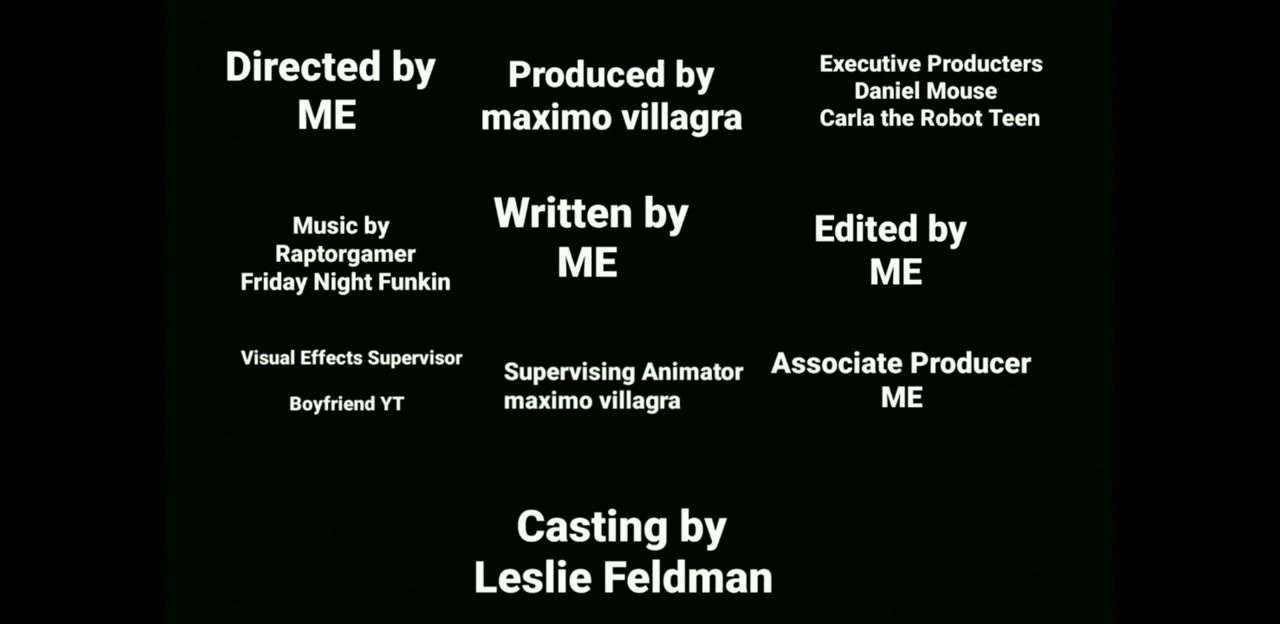 Directed by
ME
Produced by
maximo villagra
Executive Producters
Daniel Mouse
Carla the Robot Teen
Music by
Raptorgamer
Friday Night Funkin
Written by
ME
Edited by
ME
Visual Effects Supervisor
Boyfriend YT
Supervising Animator
maximo villagra
Associate Producer
ME
Casting by
Leslie Feldman